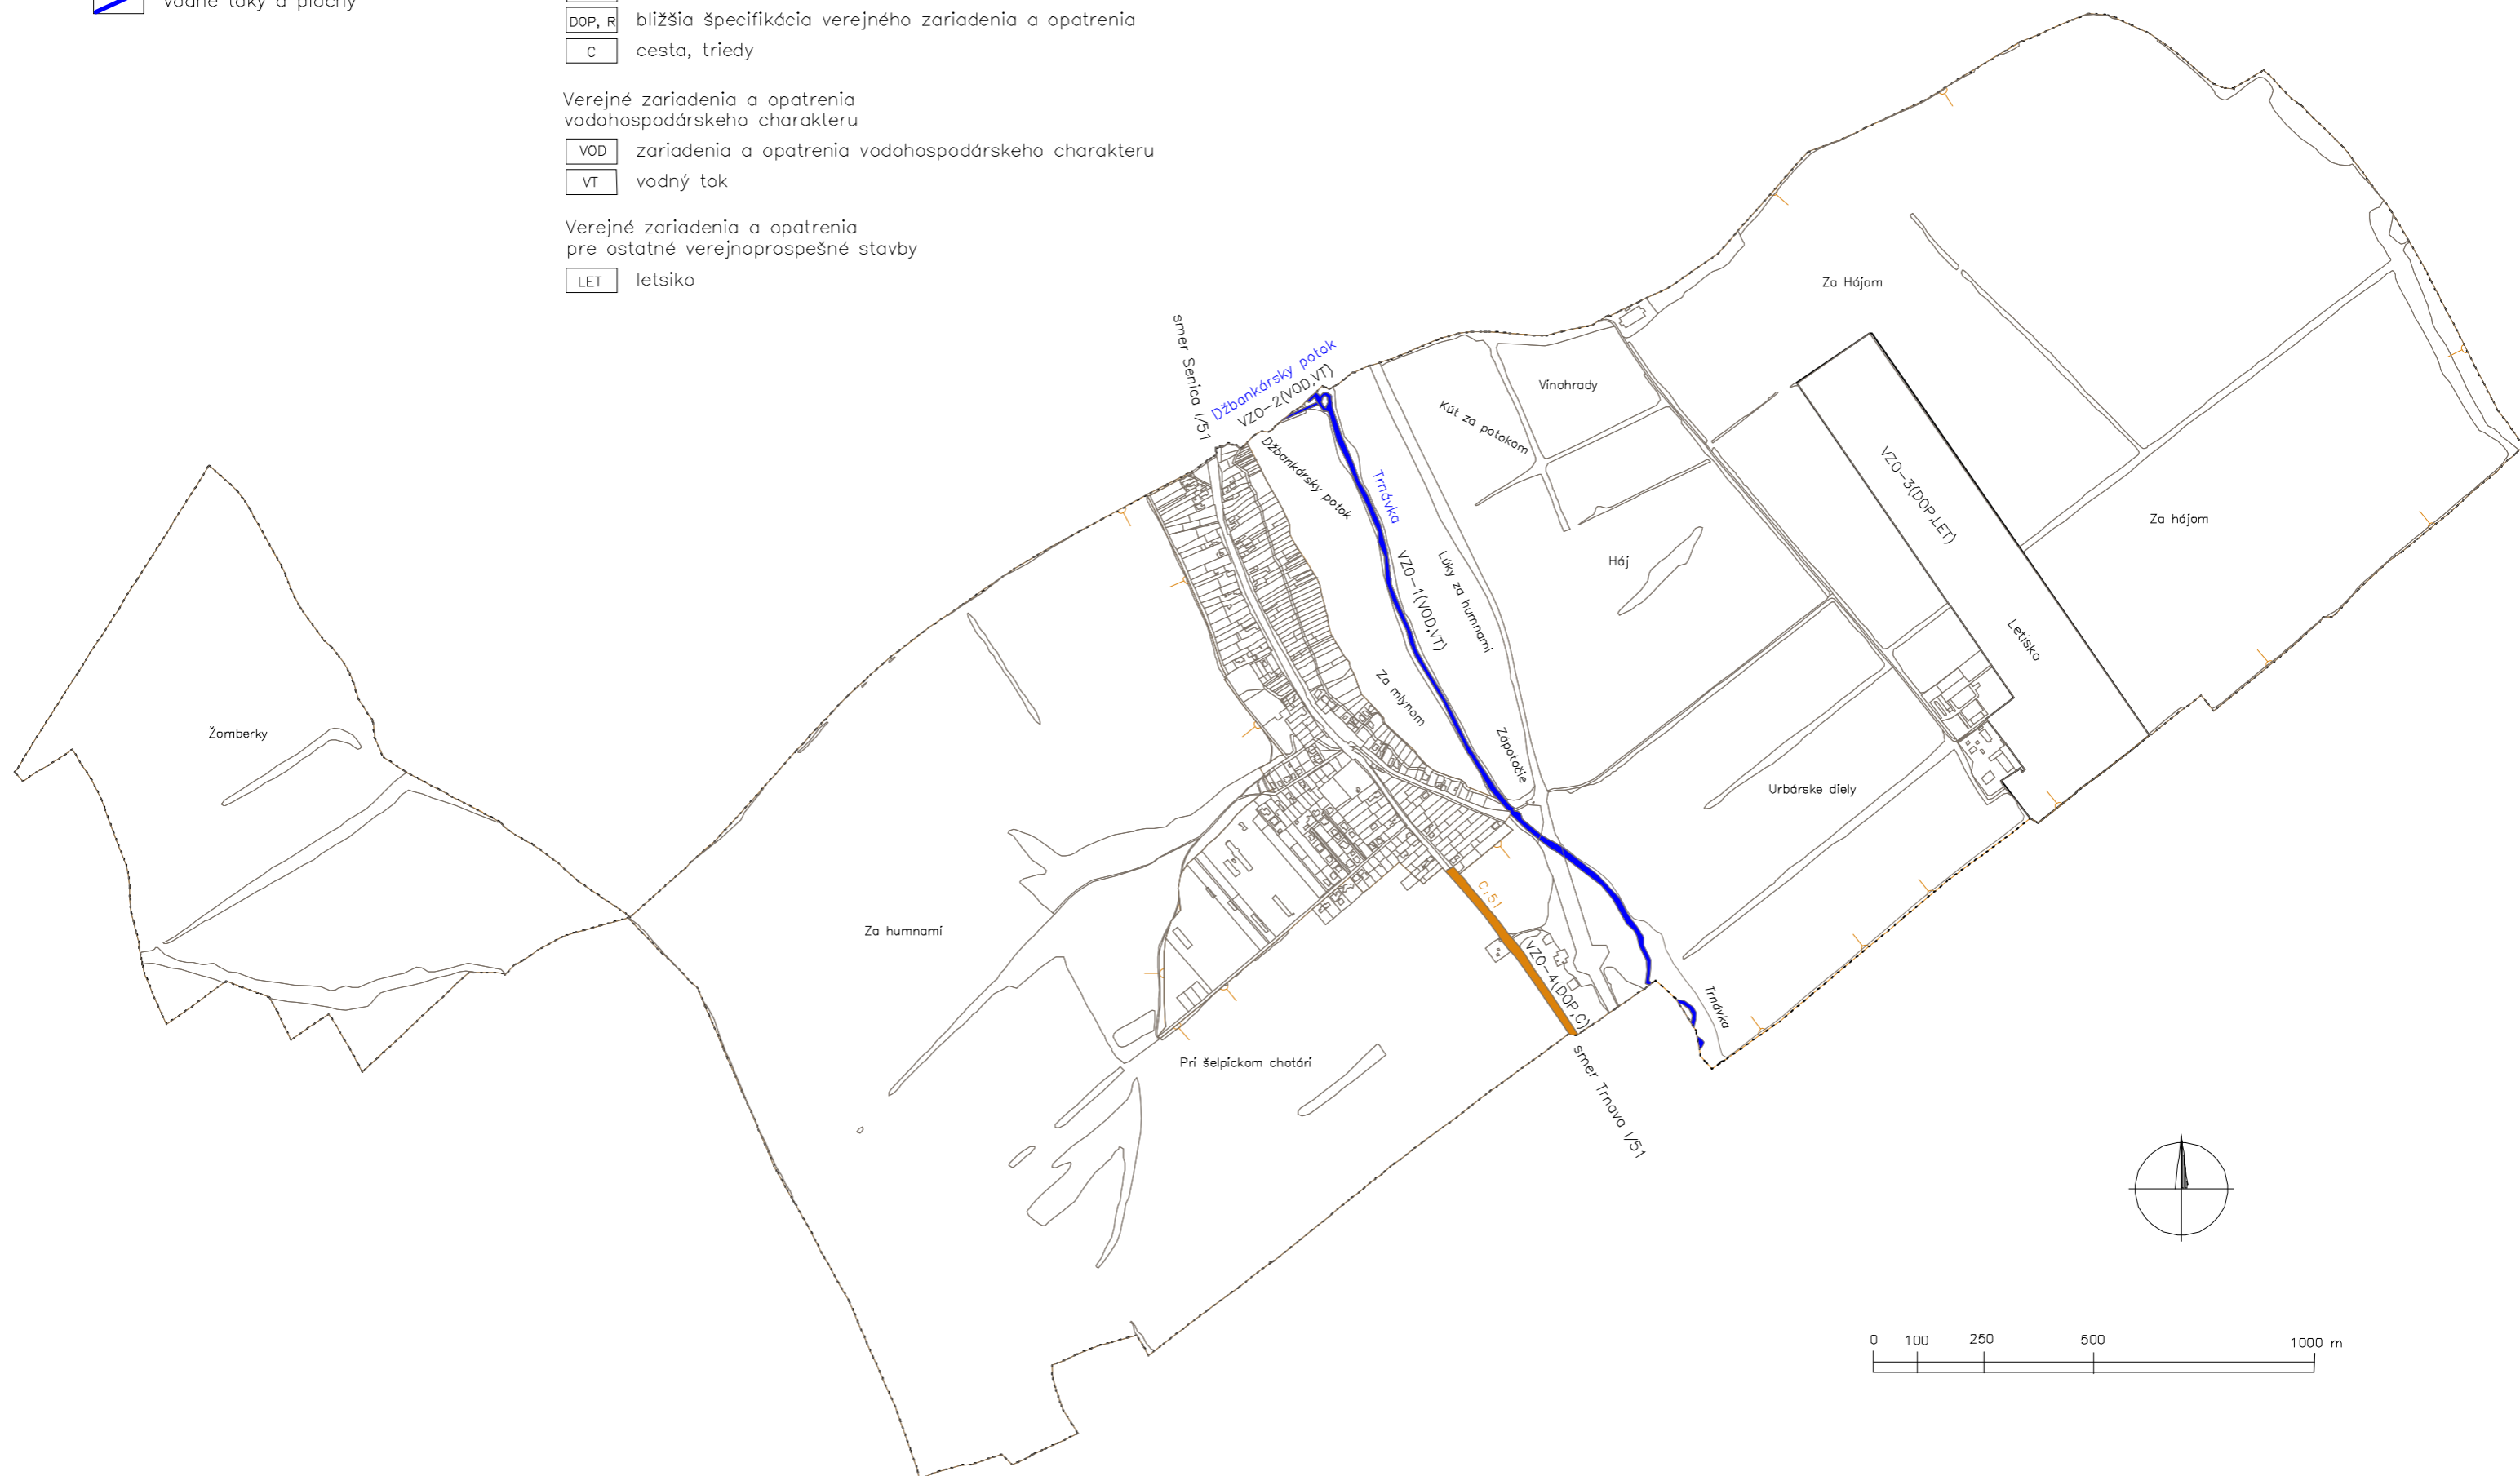 vodné toky a plochy
DOP, R bližšia špecifikácia verejného zariadenia a opatrenia
C cesta, triedy
Verejné zariadenia a opatrenia
vodohospodárskeho charakteru
VOD zariadenia a opatrenia vodohospodárskeho charakteru
VT vodný tok
Verejné zariadenia a opatrenia
pre ostatné verejnoprospešné stavby
LET letsiko
smer Senica I/51
Džbankársky potok
VZO-2(VOD,VT)
Džbankársky potok
Trnávka
VZO-1(VOD,VT)
Kút za potokom
Vinohrady
Za Hájom
VZO-3(DOP,LET)
Za hájom
Háj
Lúky za humnami
Letisko
Za mlynom
Zápotočie
Žomberky
Urbárske diely
C,51
Za humnami
VZO-4(DOP,C)
Trnávka
Pri šelpickom chotári
smer Trnava I/51
0 100 250 500 1000 m